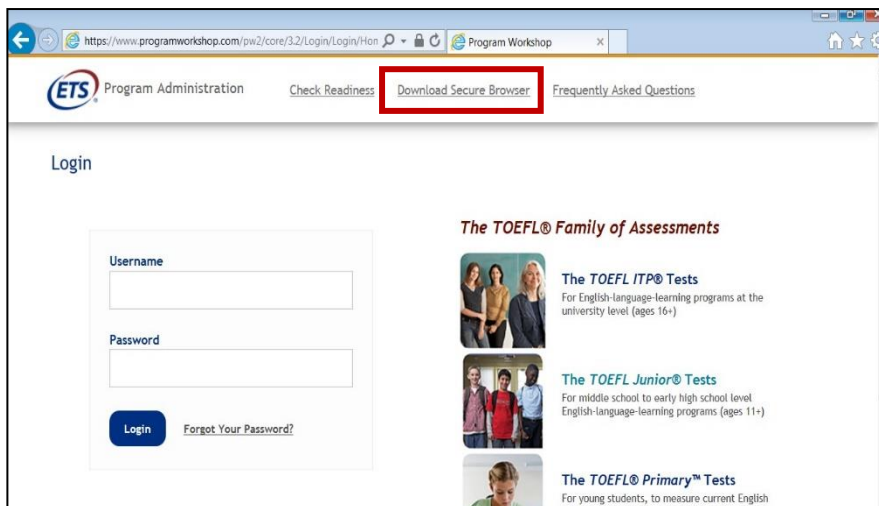 https://www.programworkshop.com/pw2/core/3.2/Login/Login/Hon
Program Workshop
ETS
Program Administration
Check Readiness
Download Secure Browser
Frequently Asked Questions
Login
Username
Password
Login
Forgot Your Password?
The TOEFL® Family of Assessments
The TOEFL ITP® Tests
For English-language-learning programs at the
university level (ages 16+)
The TOEFL Junior® Tests
For middle school to early high school level
English-language-learning programs (ages 11+)
The TOEFL® Primary™ Tests
For young students, to measure current English